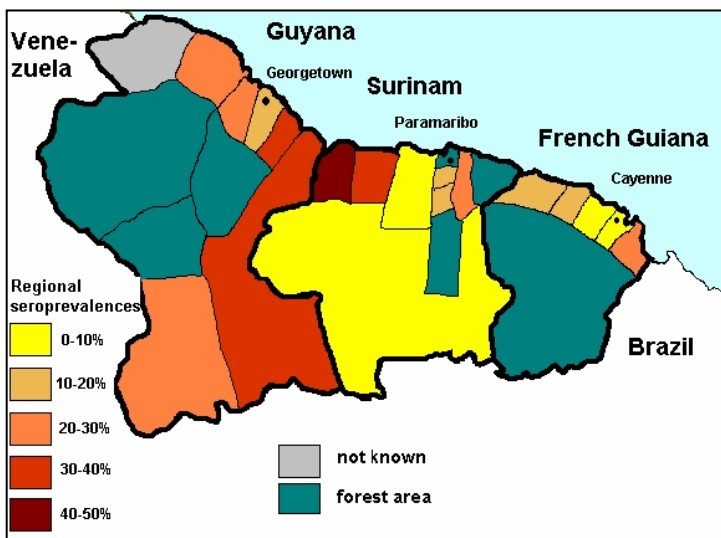 Vene-
zuela
Guyana
Georgetown
Surinam
Paramaribo
French Guiana
Cayenne
Brazil
Regional
seroprevalences
0-10%
10-20%
20-30%
30-40%
40-50%
not known
forest area